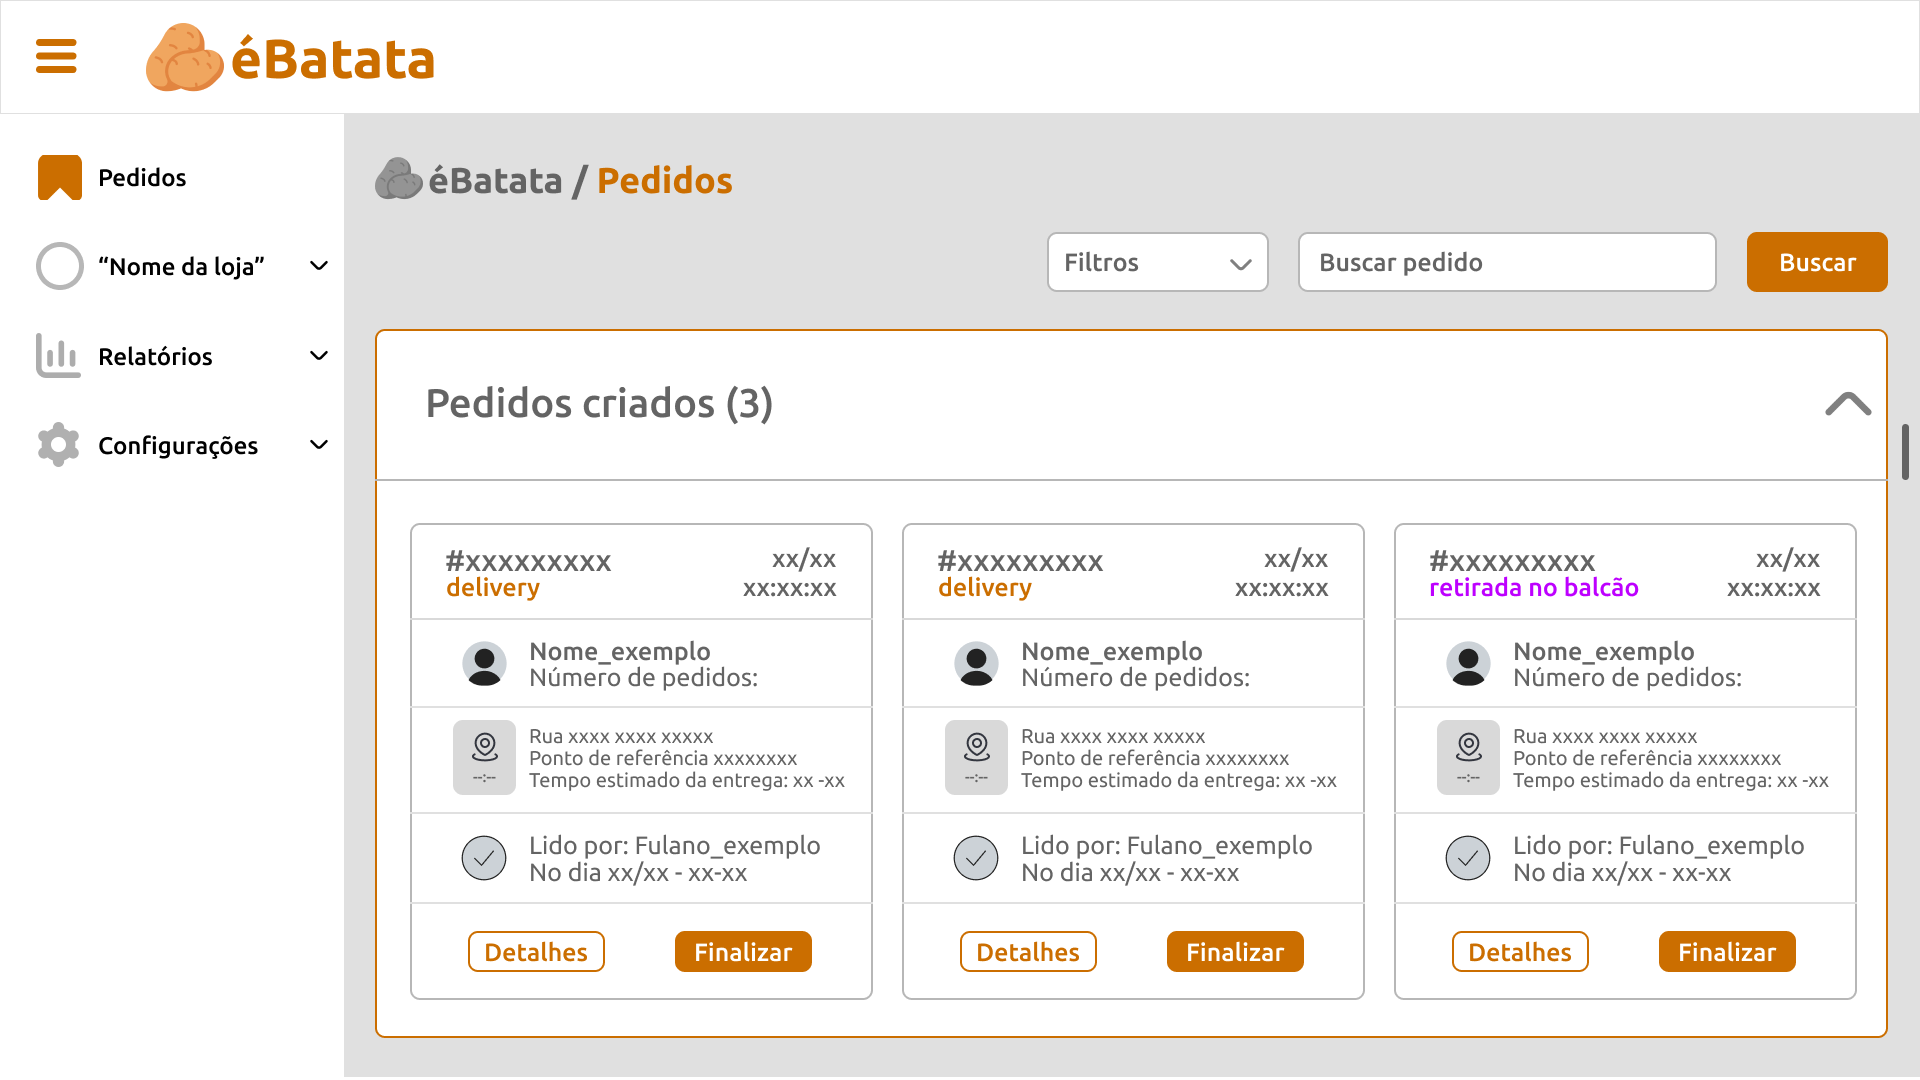 éBatata
Pedidos
“Nome da loja”
Relatórios
Configurações
éBatata / Pedidos
Filtros
Buscar pedido
Buscar
Pedidos criados (3)
#xxxxxxxxx
xx/xx
delivery
xx:xx:xx
Nome_exemplo
Número de pedidos:
Rua xxxx xxxx xxxxx
Ponto de referência xxxxxxxx
Tempo estimado da entrega: xx -xx
--:--
Lido por: Fulano_exemplo
No dia xx/xx - xx-xx
Detalhes
Finalizar
#xxxxxxxxx
xx/xx
delivery
xx:xx:xx
Nome_exemplo
Número de pedidos:
Rua xxxx xxxx xxxxx
Ponto de referência xxxxxxxx
Tempo estimado da entrega: xx -xx
--:--
Lido por: Fulano_exemplo
No dia xx/xx - xx-xx
Detalhes
Finalizar
#xxxxxxxxx
xx/xx
retirada no balcão
xx:xx:xx
Nome_exemplo
Número de pedidos:
Rua xxxx xxxx xxxxx
Ponto de referência xxxxxxxx
Tempo estimado da entrega: xx -xx
--:--
Lido por: Fulano_exemplo
No dia xx/xx - xx-xx
Detalhes
Finalizar